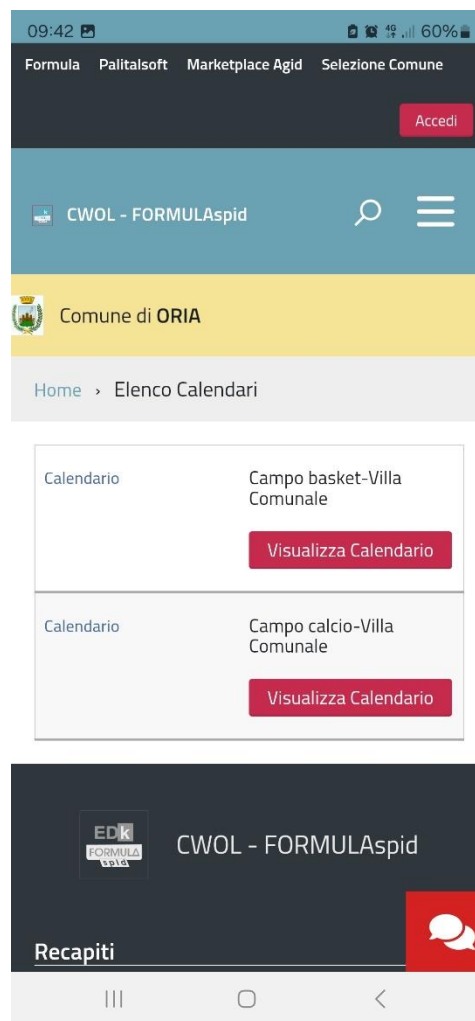 09:42 60%
Formula Palitalsoft Marketplace Agid Selezione Comune
Accedi
CWOL - FORMULAspid
Comune di ORIA
Home › Elenco Calendari
Calendario
Campo basket-Villa
Comunale
Visualizza Calendario
Calendario
Campo calcio-Villa
Comunale
Visualizza Calendario
EDk
FORMULA
spid
CWOL - FORMULAspid
Recapiti